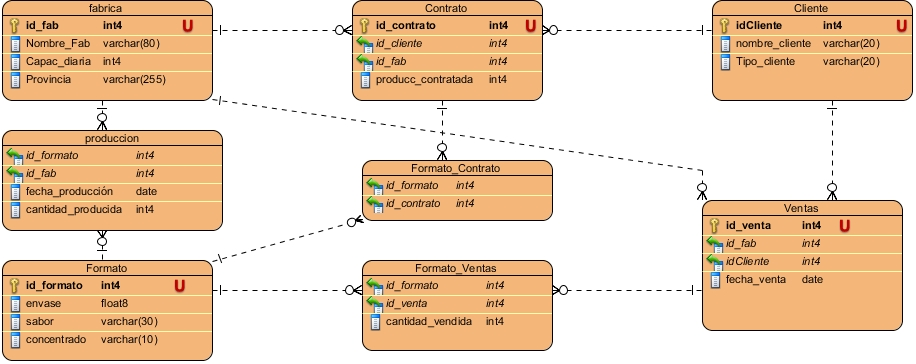 fabrica
id_fab int4 U
Nombre_Fab varchar(80)
Capac_diaria int4
Provincia varchar(255)
Contrato
id_contrato int4 U
id_cliente int4
id_fab int4
producc_contratada int4
Cliente
idCliente int4 U
nombre_cliente varchar(20)
Tipo_cliente varchar(20)
produccion
id_formato int4
id_fab int4
fecha_producción date
cantidad_producida int4
Formato_Contrato
id_formato int4
id_contrato int4
Ventas
id_venta int4 U
id_fab int4
idCliente int4
fecha_venta date
Formato
id_formato int4 U
envase float8
sabor varchar(30)
concentrado varchar(10)
Formato_Ventas
id_formato int4
id_venta int4
cantidad_vendida int4